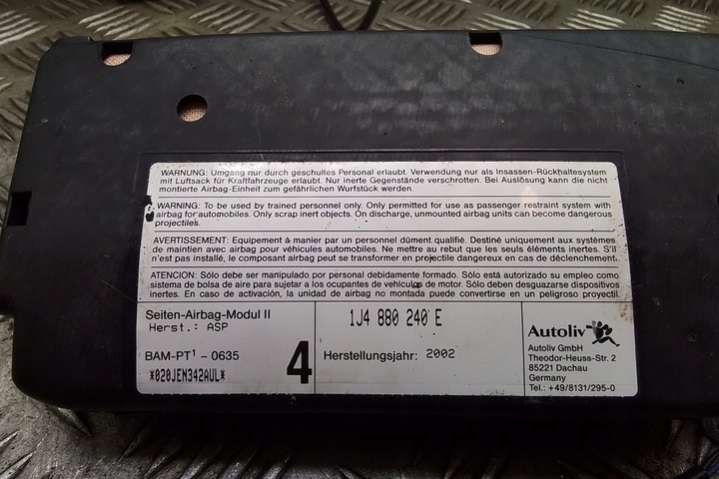 WARNUNG: Umgang nur durch geschultes Personal erlaubt. Verwendung nur als Insassen-Rückhaltesystem
mit Luftsack für Kraftfahrzeuge erlaubt. Nur inerte Gegenstände verschrotten. Bei Auslösung kann die nicht
montierte Airbag-Einheit zum gefährlichen Wurfstück werden.
WARNING: To be used by trained personnel only. Only permitted for use as passenger restraint system with
airbag for automobiles. Only scrap inert objects. On discharge, unmounted airbag units can become dangerous
projectiles.
AVERTISSEMENT: Equipement à manier par un personnel dûment qualifié. Destiné uniquement aux systèmes
de maintien avec airbag pour véhicules automobiles. Ne mettre au rebut que les seuls éléments inertes. S'il
n'est pas installé, le composant airbag peut se transformer en projectile dangereux en cas de déclenchement.
ATENCION: Sólo debe ser manipulado por personal debidamente formado. Sólo está autorizado su empleo como
sistema de bolsa de aire para sujetar a los ocupantes de vehículos de motor. Sólo deben desguazarse dispositivos
inertes. En caso de activación, la unidad de airbag no montada puede convertirse en un peligroso proyectil.
Seiten-Airbag-Modul II
Herst.: ASP
1J4 880 240 E
BAM-PT¹ - 0635
4
Herstellungsjahr: 2002
*020JEN342AUL*
Autoliv
Autoliv GmbH
Theodor-Heuss-Str. 2
85221 Dachau
Germany
Tel.: +49/8131/295-0